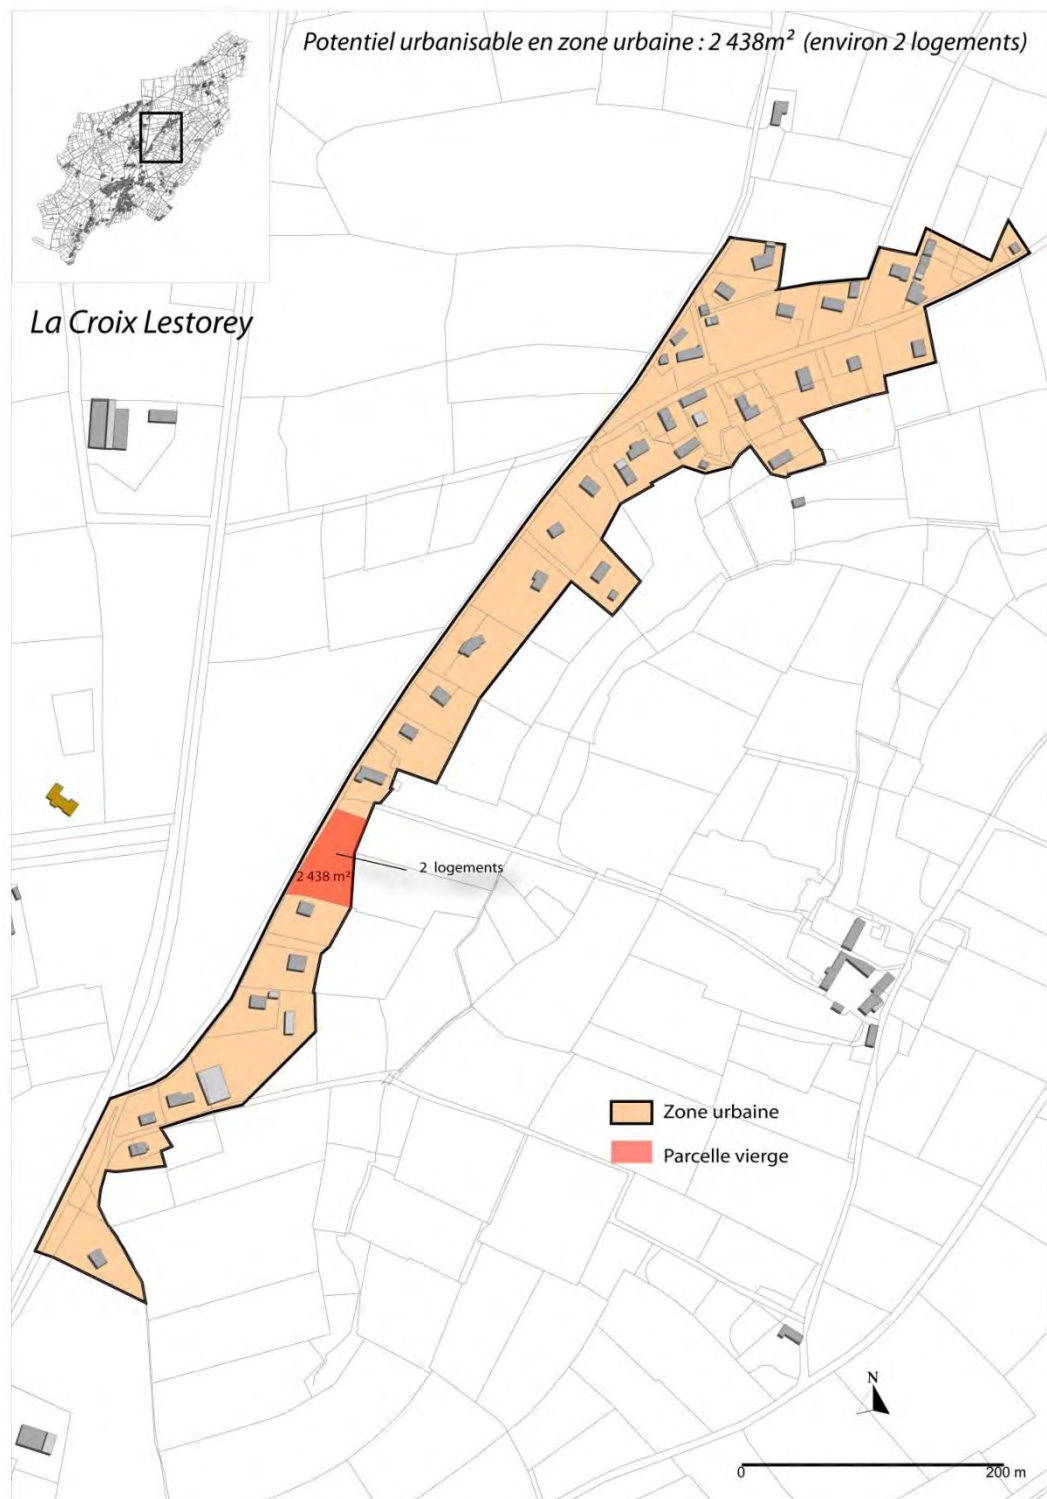 Potentiel urbanisable en zone urbaine : 2 438m² (environ 2 logements)
La Croix Lestorey
2 logements
2 438 m²
Zone urbaine
Parcelle vierge
N
0 200 m